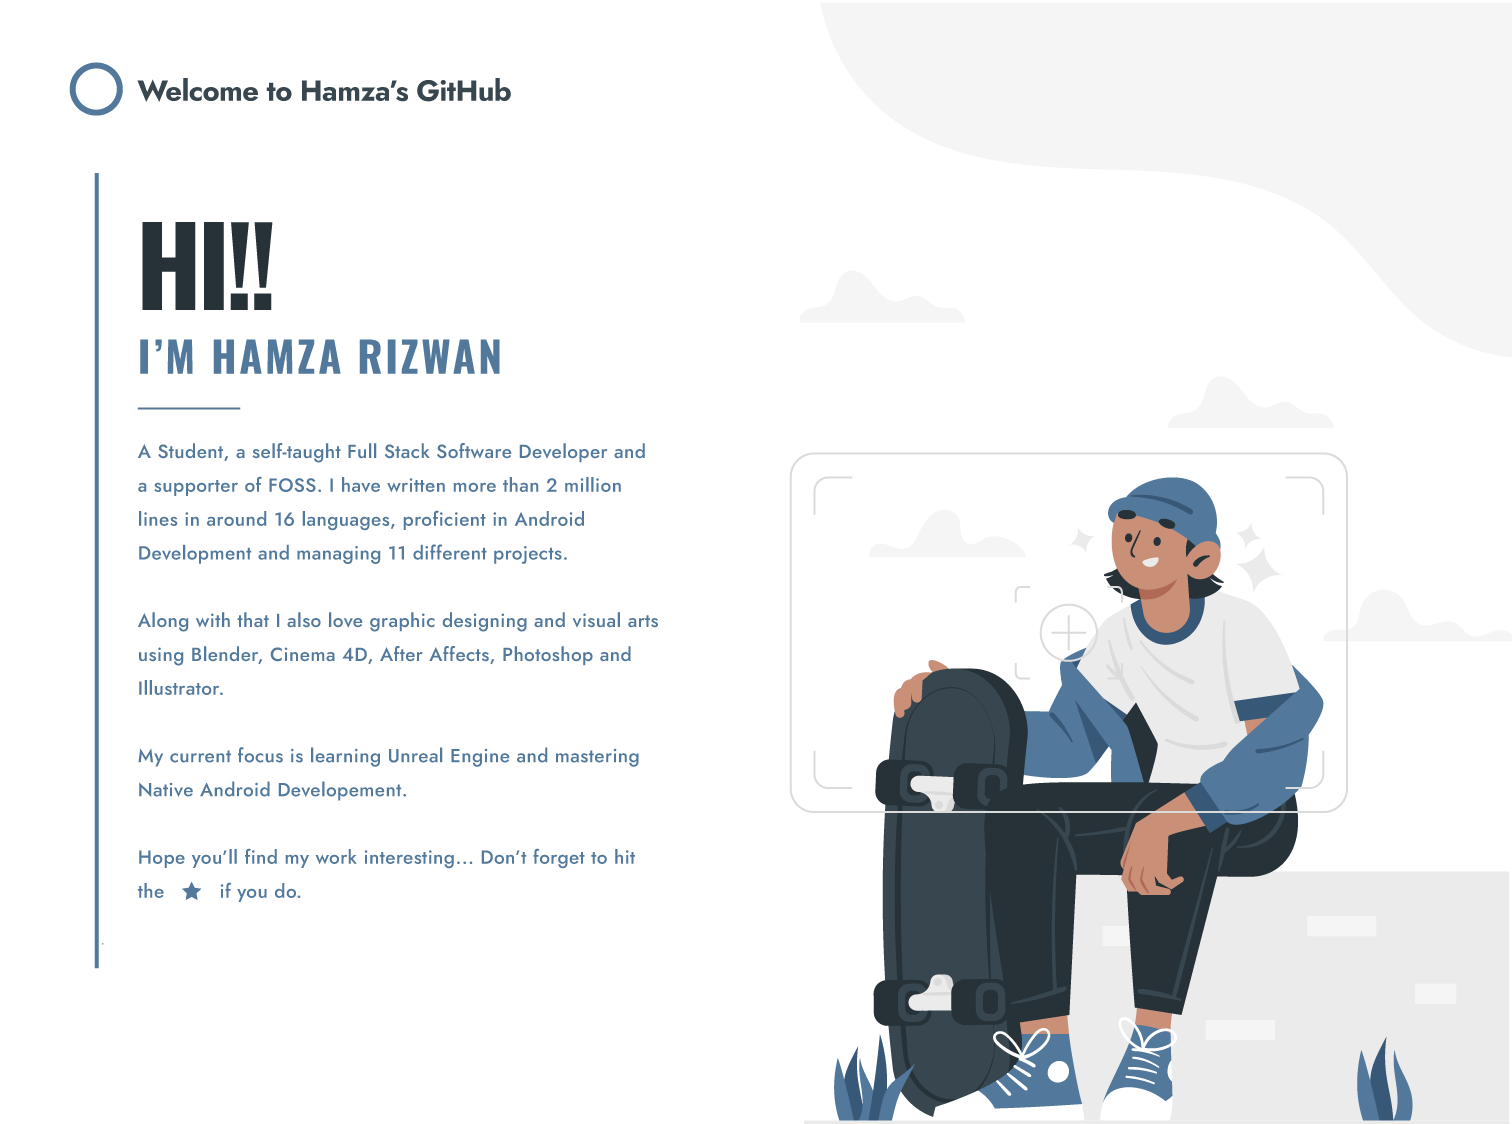 Welcome to Hamza’s GitHub
HI!!
I’M HAMZA RIZWAN
A Student, a self-taught Full Stack Software Developer and
a supporter of FOSS. I have written more than 2 million
lines in around 16 languages, proficient in Android
Development and managing 11 different projects.
Along with that I also love graphic designing and visual arts
using Blender, Cinema 4D, After Affects, Photoshop and
Illustrator.
My current focus is learning Unreal Engine and mastering
Native Android Developement.
Hope you’ll find my work interesting... Don’t forget to hit
the ★ if you do.